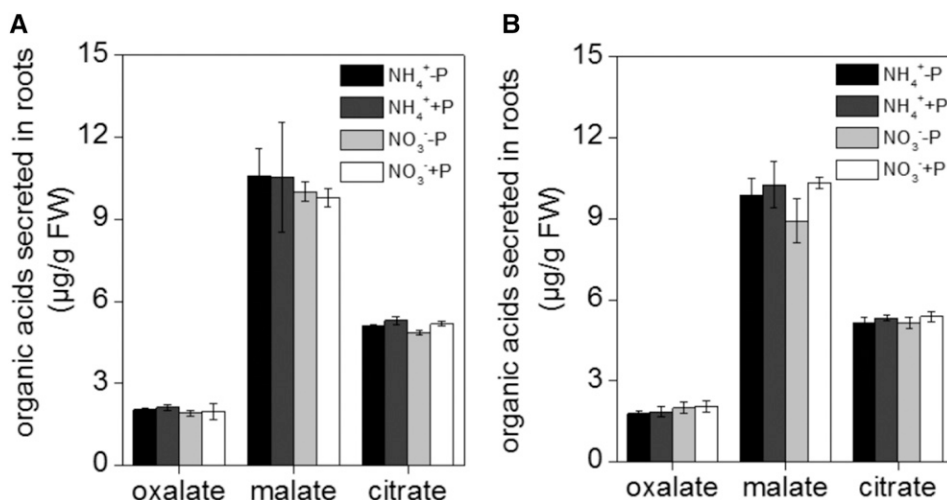 A
organic acids secreted in roots
(µg/g FW)
15
12
9
6
3
0
NH₄⁺-P
NH₄⁺+P
NO₃⁻-P
NO₃⁻+P
oxalate malate citrate
B
organic acids secreted in roots
(µg/g FW)
15
12
9
6
3
0
NH₄⁺-P
NH₄⁺+P
NO₃⁻-P
NO₃⁻+P
oxalate malate citrate